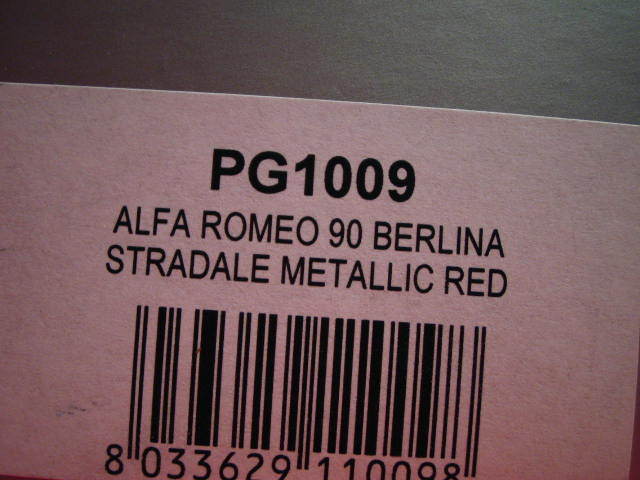 PG1009
ALFA ROMEO 90 BERLINA
STRADALE METALLIC RED
8 033629 110098